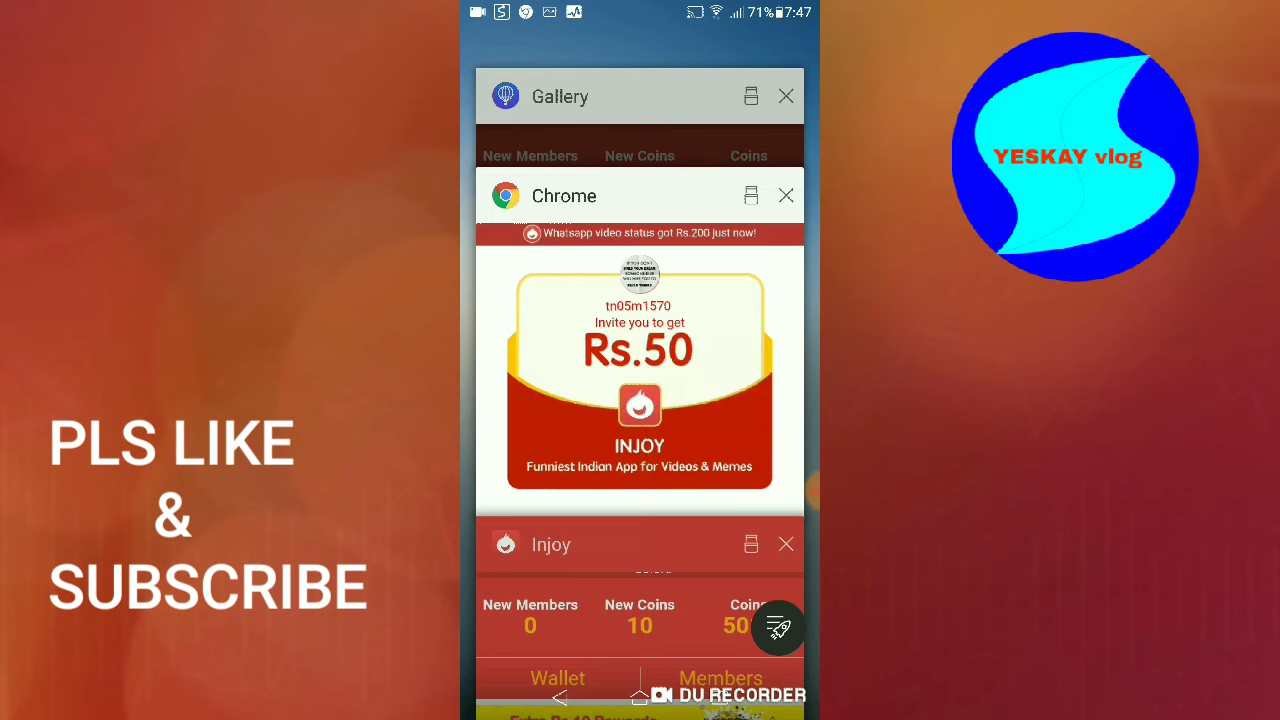 71% 7:47
Gallery
New Members New Coins Coins
Chrome
Whatsapp video status got Rs.200 just now!
tn05m1570
Invite you to get
Rs.50
INJOY
Funniest Indian App for Videos & Memes
Injoy
New Members New Coins
0 10
Wallet Members
DU RECORDER
PLS LIKE
&
SUBSCRIBE
YESKAY vlog